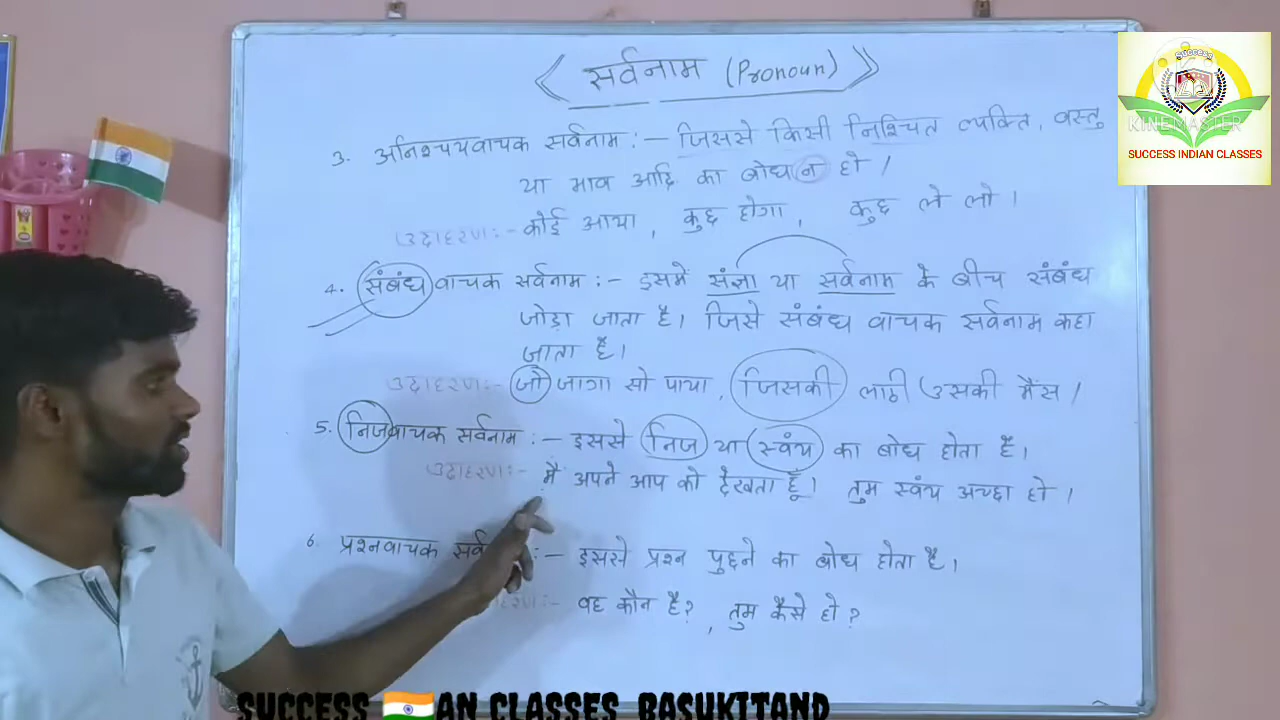 सर्वनाम (Pronoun)
3. अनिश्चयवाचक सर्वनाम :- जिससे किसी निश्चित व्यक्ति, वस्तु
या भाव आदि का बोध न हो।
उदाहरण:- कोई आया, कुछ होगा, कुछ ले लो।
4. संबंधवाचक सर्वनाम :- इसमे संज्ञा या सर्वनाम के बीच संबंध
जोड़ा जाता है। जिसे संबंध वाचक सर्वनाम कहा
जाता है।
उदाहरण:- जो जागा सो पाया, जिसकी लाठी उसकी भैंस।
5. निजवाचक सर्वनाम :- इससे निज या स्वंय का बोध होता है।
उदाहरण:- मै अपने आप को देखता हूँ। तुम स्वंय अच्छा हो।
6. प्रश्नवाचक सर्व :- इससे प्रश्न पुछने का बोध होता है।
:- वह कौन है?, तुम कैसे हो?
Success
KINEMASTER
SUCCESS INDIAN CLASSES
SUCCESS AN CLASSES BASUKITAND